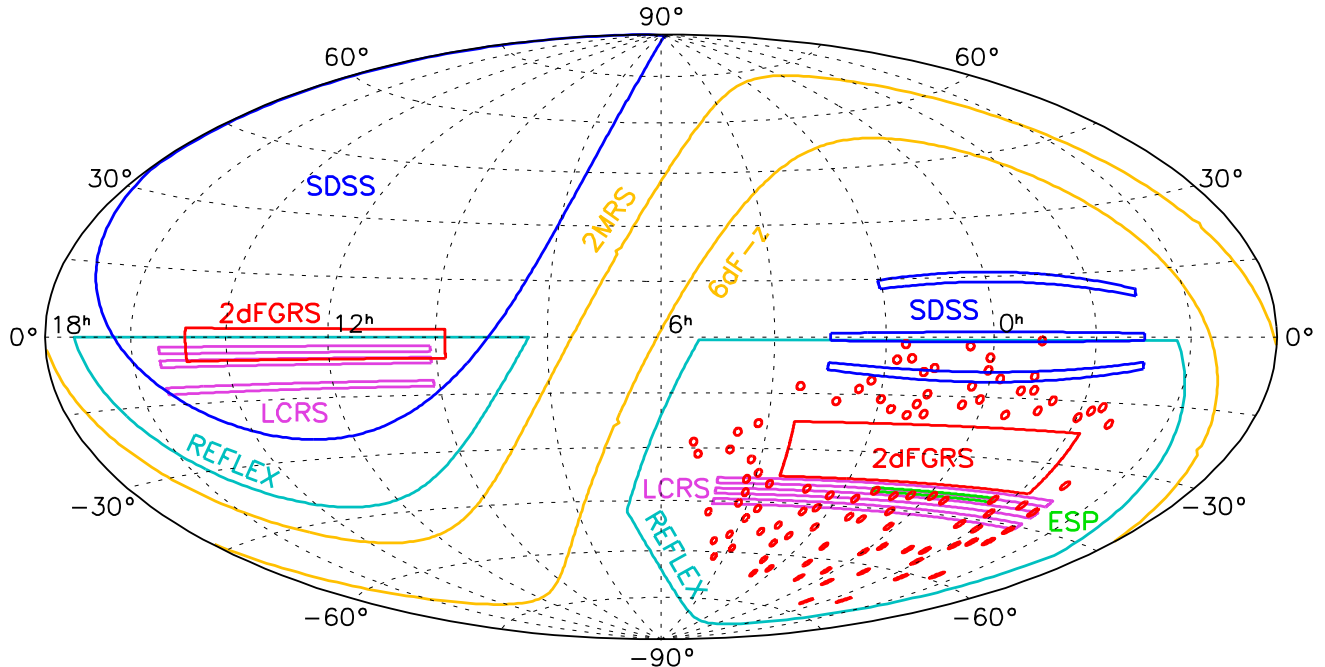 90°
60°
60°
30°
SDSS
30°
2MRS
6dF-z
2dFGRS
SDSS
0°
18ʰ
12ʰ
6ʰ
0ʰ
0°
LCRS
REFLEX
2dFGRS
LCRS
-30°
-30°
ESP
REFLEX
-60°
-60°
-90°